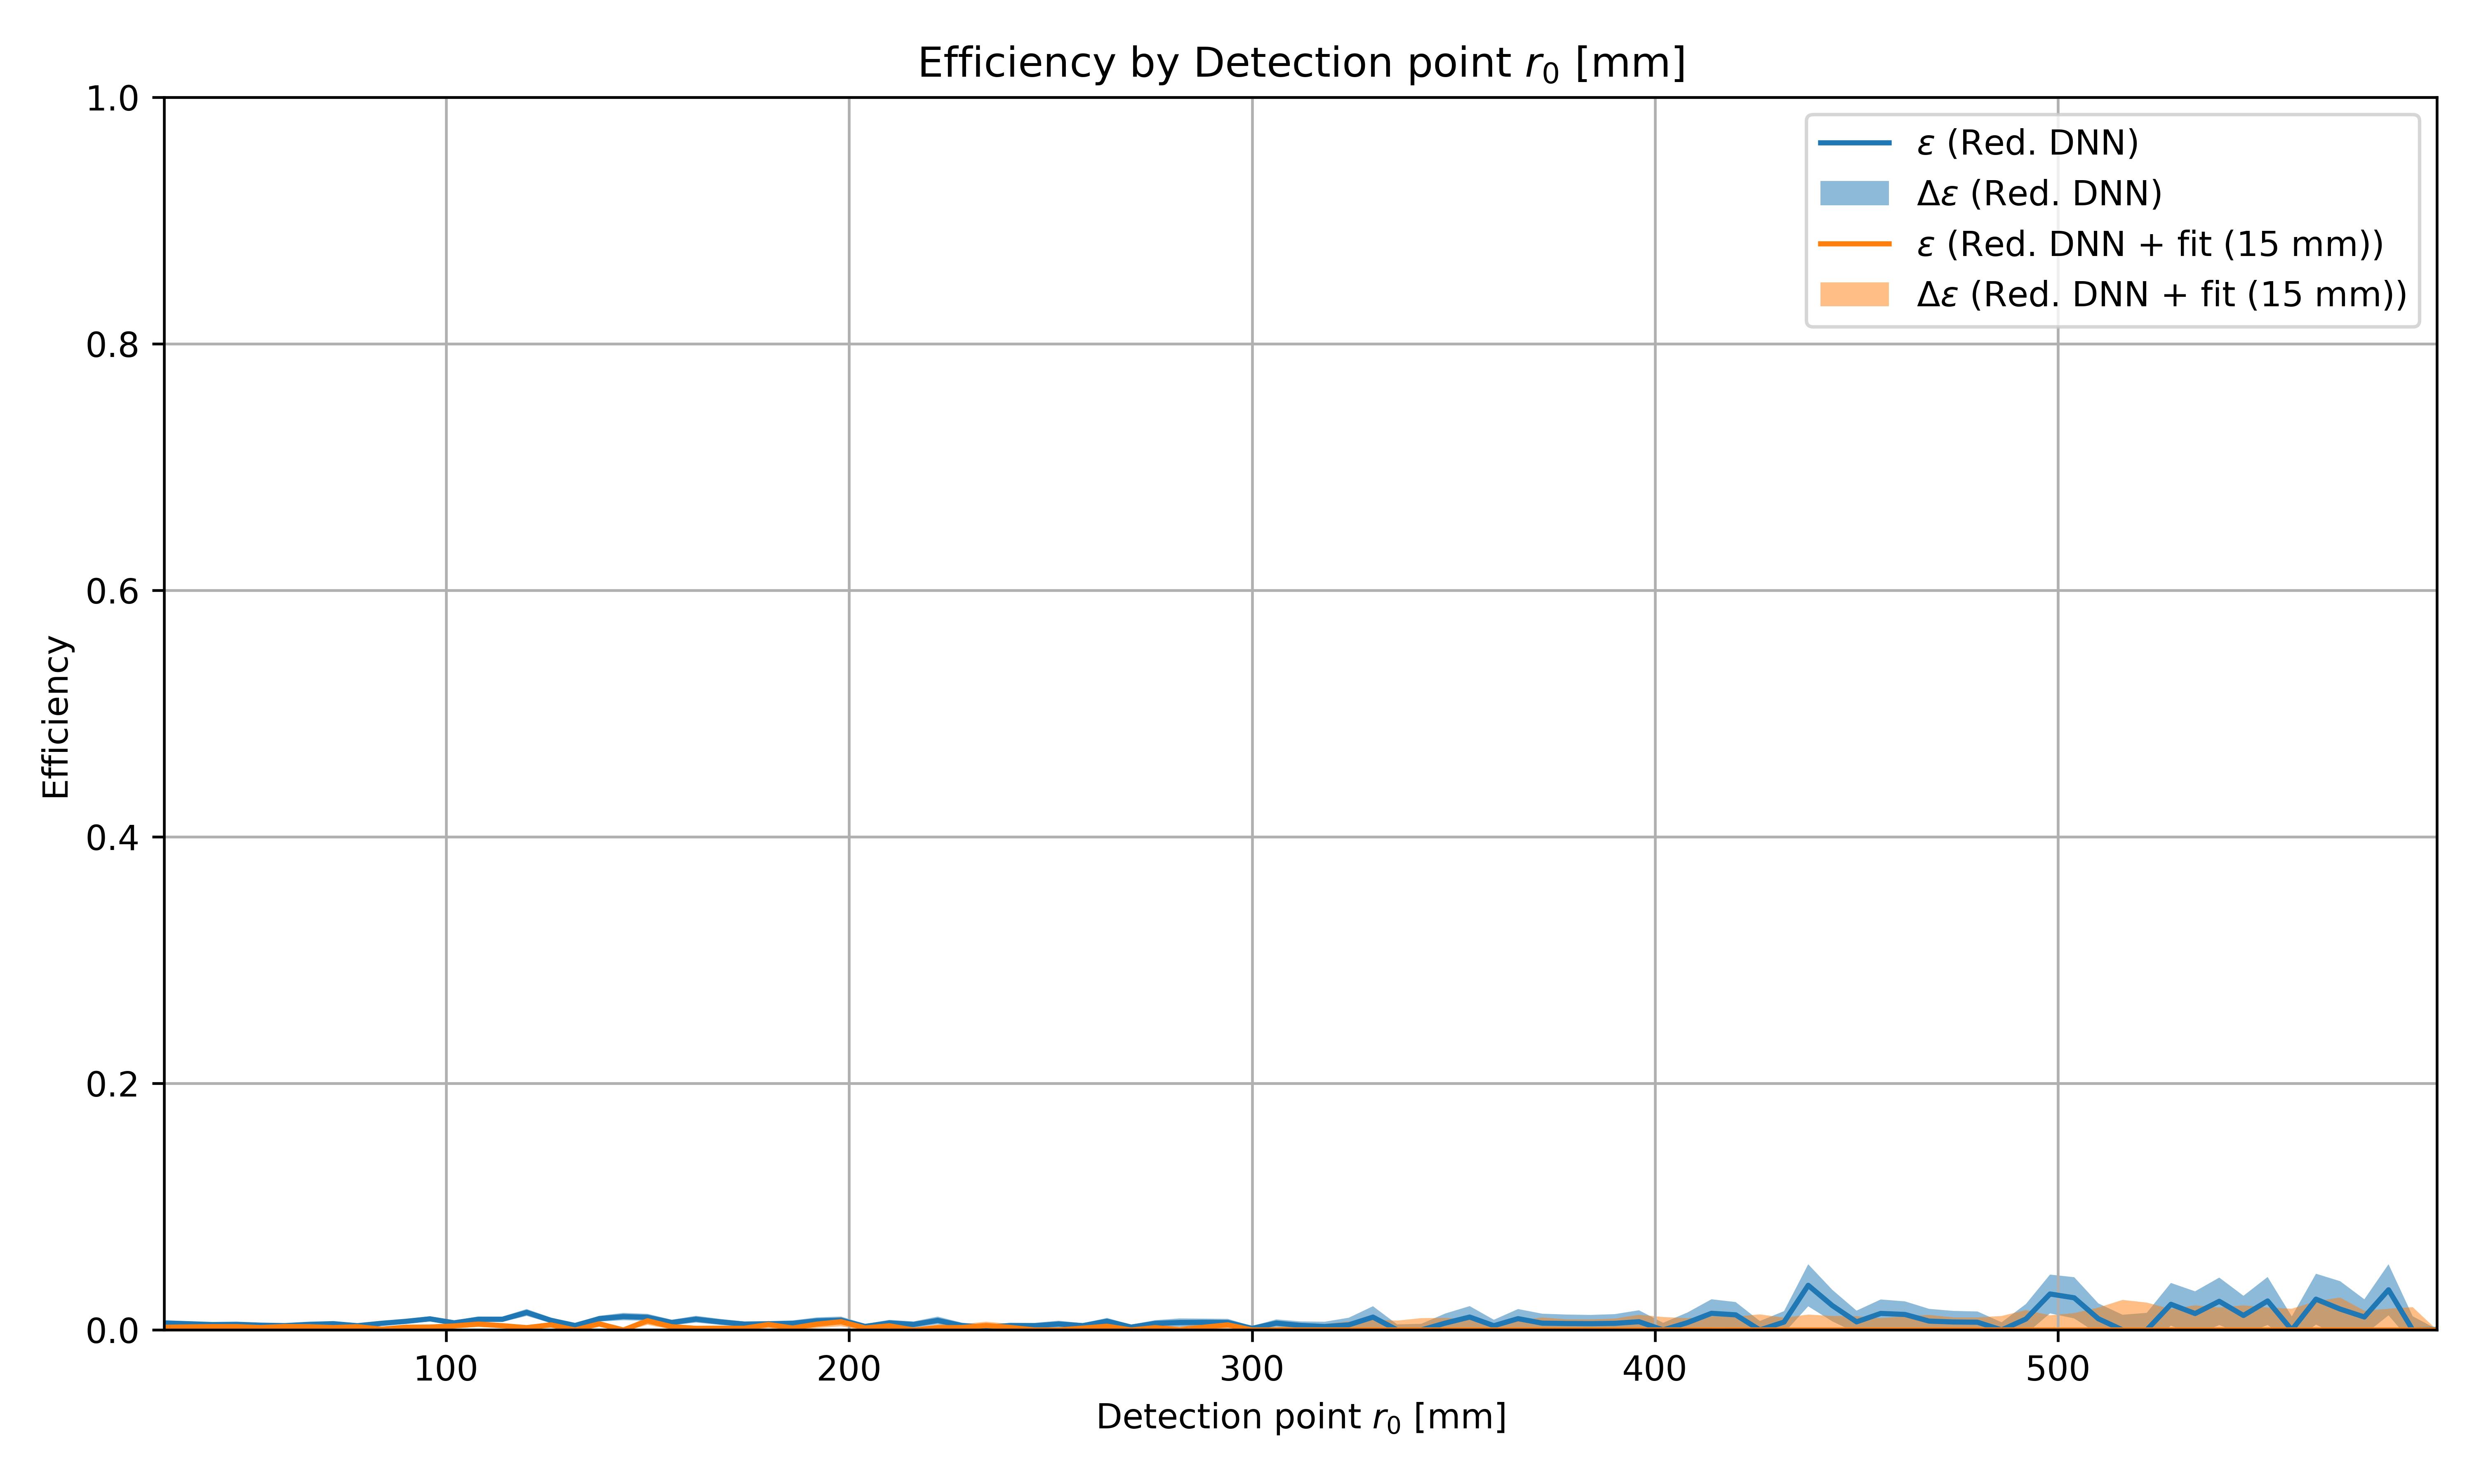 Efficiency by Detection point r₀ [mm]
1.0
0.8
0.6
0.4
0.2
0.0
Efficiency
ε (Red. DNN)
Δε (Red. DNN)
ε (Red. DNN + fit (15 mm))
Δε (Red. DNN + fit (15 mm))
100 200 300 400 500
Detection point r₀ [mm]